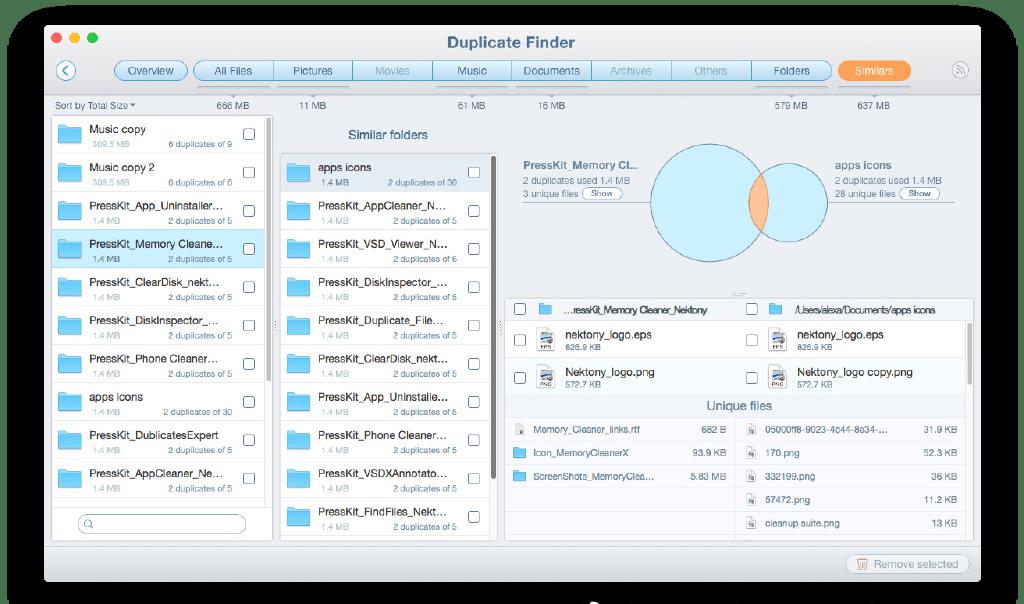 Duplicate Finder
Overview
All Files
Pictures
Movies
Music
Documents
Archives
Others
Folders
Similars
Sort by Total Size
666 MB
11 MB
61 MB
16 MB
579 MB
637 MB
Music copy
309.5 MB 6 duplicates of 9
Music copy 2
309.5 MB 6 duplicates of 6
PressKit_App_Uninstaller...
1.4 MB 2 duplicates of 5
PressKit_Memory Cleane...
1.4 MB 2 duplicates of 5
PressKit_ClearDisk_nekt...
1.4 MB 2 duplicates of 5
PressKit_DiskInspector_...
1.4 MB 2 duplicates of 5
PressKit_Phone Cleaner...
1.4 MB 2 duplicates of 5
apps icons
1.4 MB 2 duplicates of 30
PressKit_DublicatesExpert
1.4 MB 2 duplicates of 5
PressKit_AppCleaner_Ne...
1.4 MB 2 duplicates of 5
Similar folders
apps icons
1.4 MB 2 duplicates of 30
PressKit_AppCleaner_N...
1.4 MB 2 duplicates of 5
PressKit_VSD_Viewer_N...
1.4 MB 2 duplicates of 6
PressKit_DiskInspector_...
1.4 MB 2 duplicates of 5
PressKit_Duplicate_File...
1.4 MB 2 duplicates of 5
PressKit_ClearDisk_nekt...
1.4 MB 2 duplicates of 5
PressKit_App_Uninstalle...
1.4 MB 2 duplicates of 5
PressKit_Phone Cleaner...
1.4 MB 2 duplicates of 5
PressKit_VSDXAnnotato...
1.4 MB 2 duplicates of 5
PressKit_FindFiles_Nekt...
1.4 MB 2 duplicates of 5
PressKit_Memory Cl...
2 duplicates used 1.4 MB
3 unique files Show
apps icons
2 duplicates used 1.4 MB
28 unique files Show
...ressKit_Memory Cleaner_Nektony
/Users/alexa/Documents/apps icons
nektony_logo.eps
826.9 KB
EPS
nektony_logo.eps
826.9 KB
EPS
Nektony_logo.png
572.7 KB
PNG
Nektony_logo copy.png
572.7 KB
PNG
Unique files
Memory_Cleaner_links.rtf 682 B
Icon_MemoryCleanerX 93.9 KB
ScreenShots_MemoryClea... 5.83 MB
05000ff8-9023-4c44-8e34-... 31.9 KB
170.png 52.3 KB
332199.png 36 KB
57472.png 11.2 KB
cleanup suite.png 13 KB
Remove selected